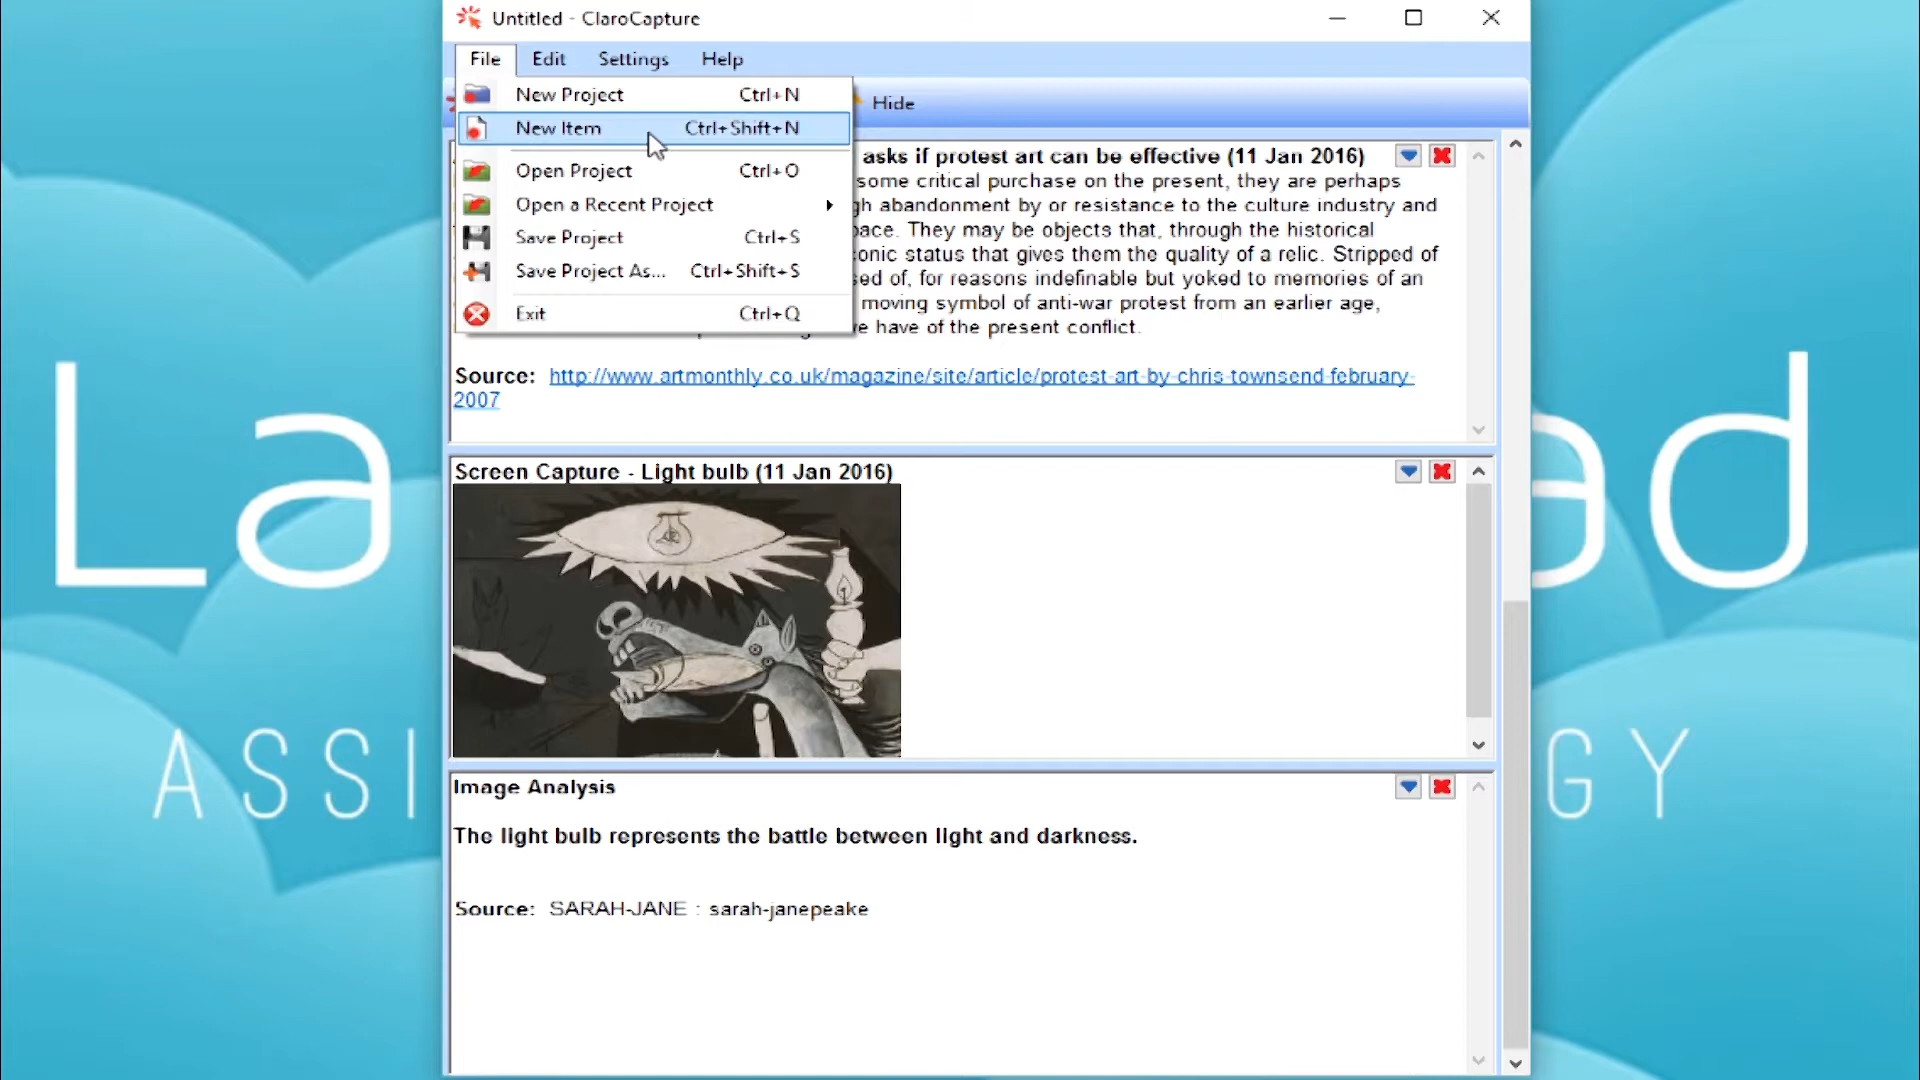 Untitled - ClaroCapture
File Edit Settings Help
New Project Ctrl+N
Hide
New Item Ctrl+Shift+N
Open Project Ctrl+O
Open a Recent Project
Save Project Ctrl+S
Save Project As... Ctrl+Shift+S
Exit Ctrl+Q
asks if protest art can be effective (11 Jan 2016)
some critical purchase on the present, they are perhaps
gh abandonment by or resistance to the culture industry and
They may be objects that, through the historical
onic status that gives them the quality of a relic. Stripped of
sed of, for reasons indefinable but yoked to memories of an
moving symbol of anti-war protest from an earlier age,
e have of the present conflict.
Source: http://www.artmonthly.co.uk/magazine/site/article/protest-art-by-chris-townsend-february-
2007
Screen Capture - Light bulb (11 Jan 2016)
Image Analysis
The light bulb represents the battle between light and darkness.
Source: SARAH-JANE : sarah-janepeake
La ad
ASSI GY